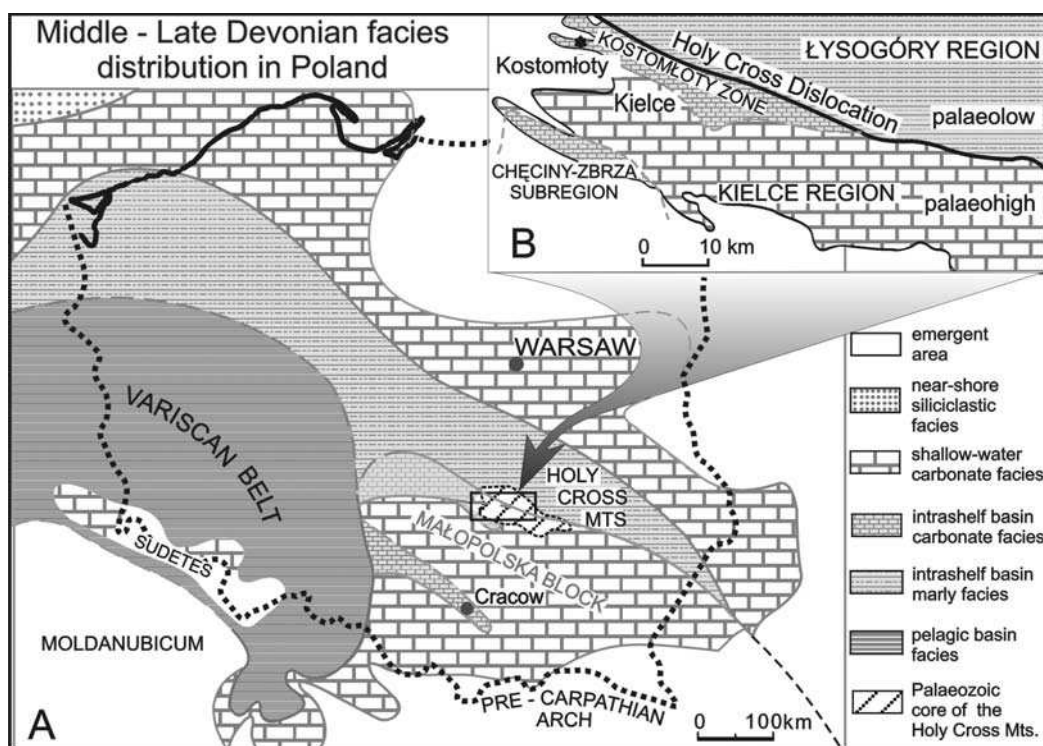 Middle - Late Devonian facies
distribution in Poland
Kostomłoty
KOSTOMŁOTY ZONE
Holy Cross Dislocation
ŁYSOGÓRY REGION
palaeolow
Kielce
CHĘCINY-ZBRZA
SUBREGION
KIELCE REGION
palaeohigh
B
0 10 km
WARSAW
VARISCAN BELT
HOLY
CROSS
MTS
MAŁOPOLSKA BLOCK
SUDETES
Cracow
MOLDANUBICUM
PRE - CARPATHIAN
ARCH
A
0 100km
emergent
area
near-shore
siliciclastic
facies
shallow-water
carbonate facies
intrashelf basin
carbonate facies
intrashelf basin
marly facies
pelagic basin
facies
Palaeozoic
core of the
Holy Cross Mts.